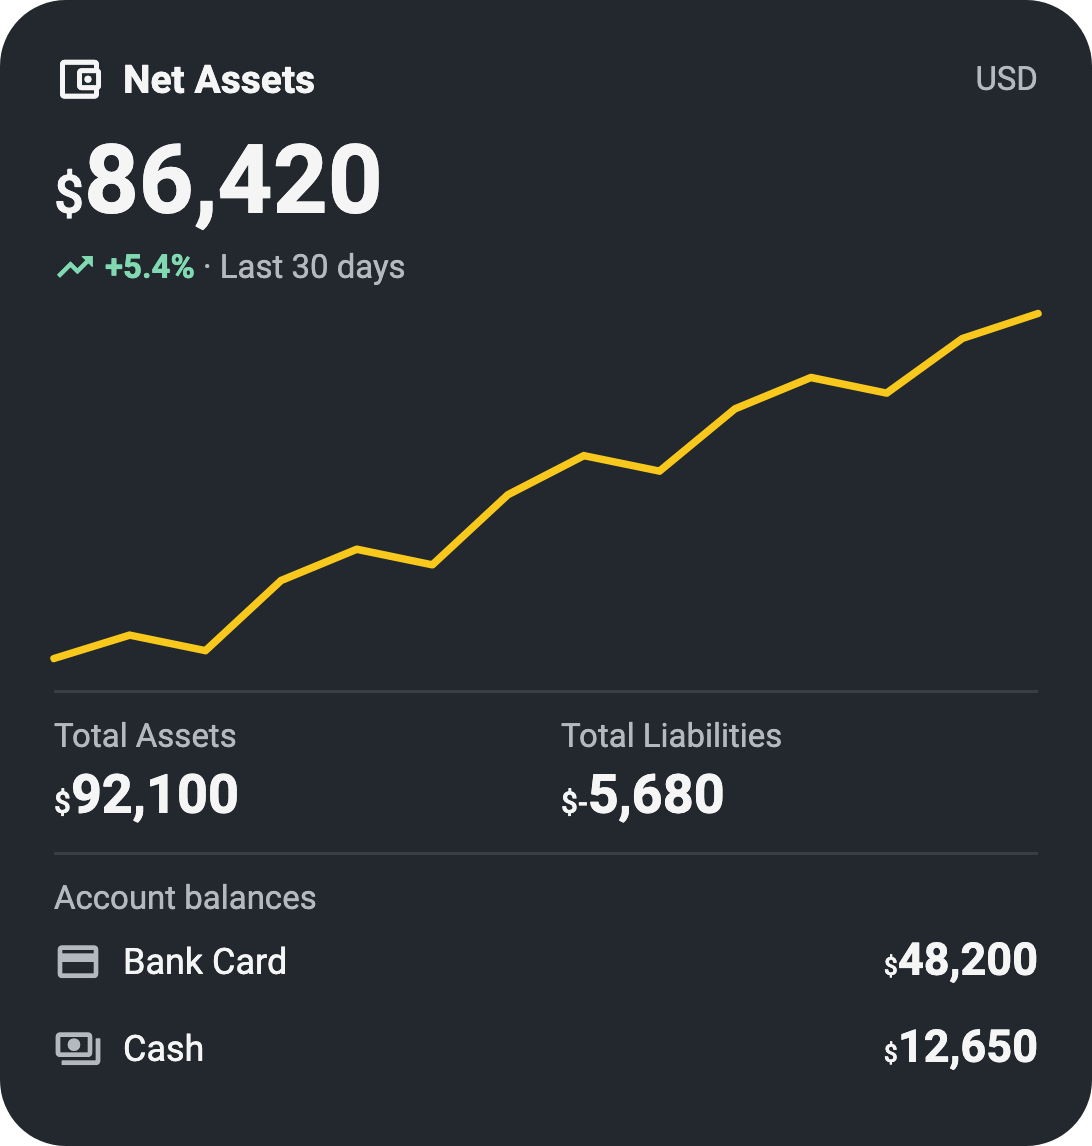 Net Assets USD
$86,420
+5.4% · Last 30 days
Total Assets Total Liabilities
$92,100 $-5,680
Account balances
Bank Card $48,200
Cash $12,650